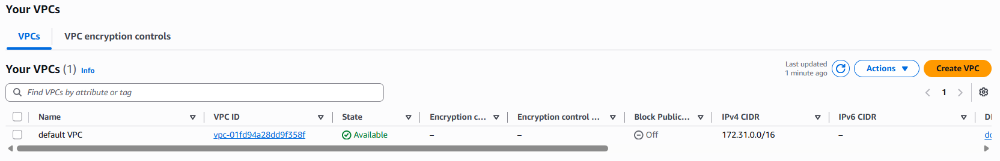 Your VPCs
VPCs VPC encryption controls
Your VPCs (1) Info
Last updated
1 minute ago
Actions
Create VPC
Find VPCs by attribute or tag
1
Name VPC ID State Encryption c... Encryption control ... Block Public... IPv4 CIDR IPv6 CIDR
default VPC vpc-01fd94a28dd9f358f Available – – Off 172.31.0.0/16 –